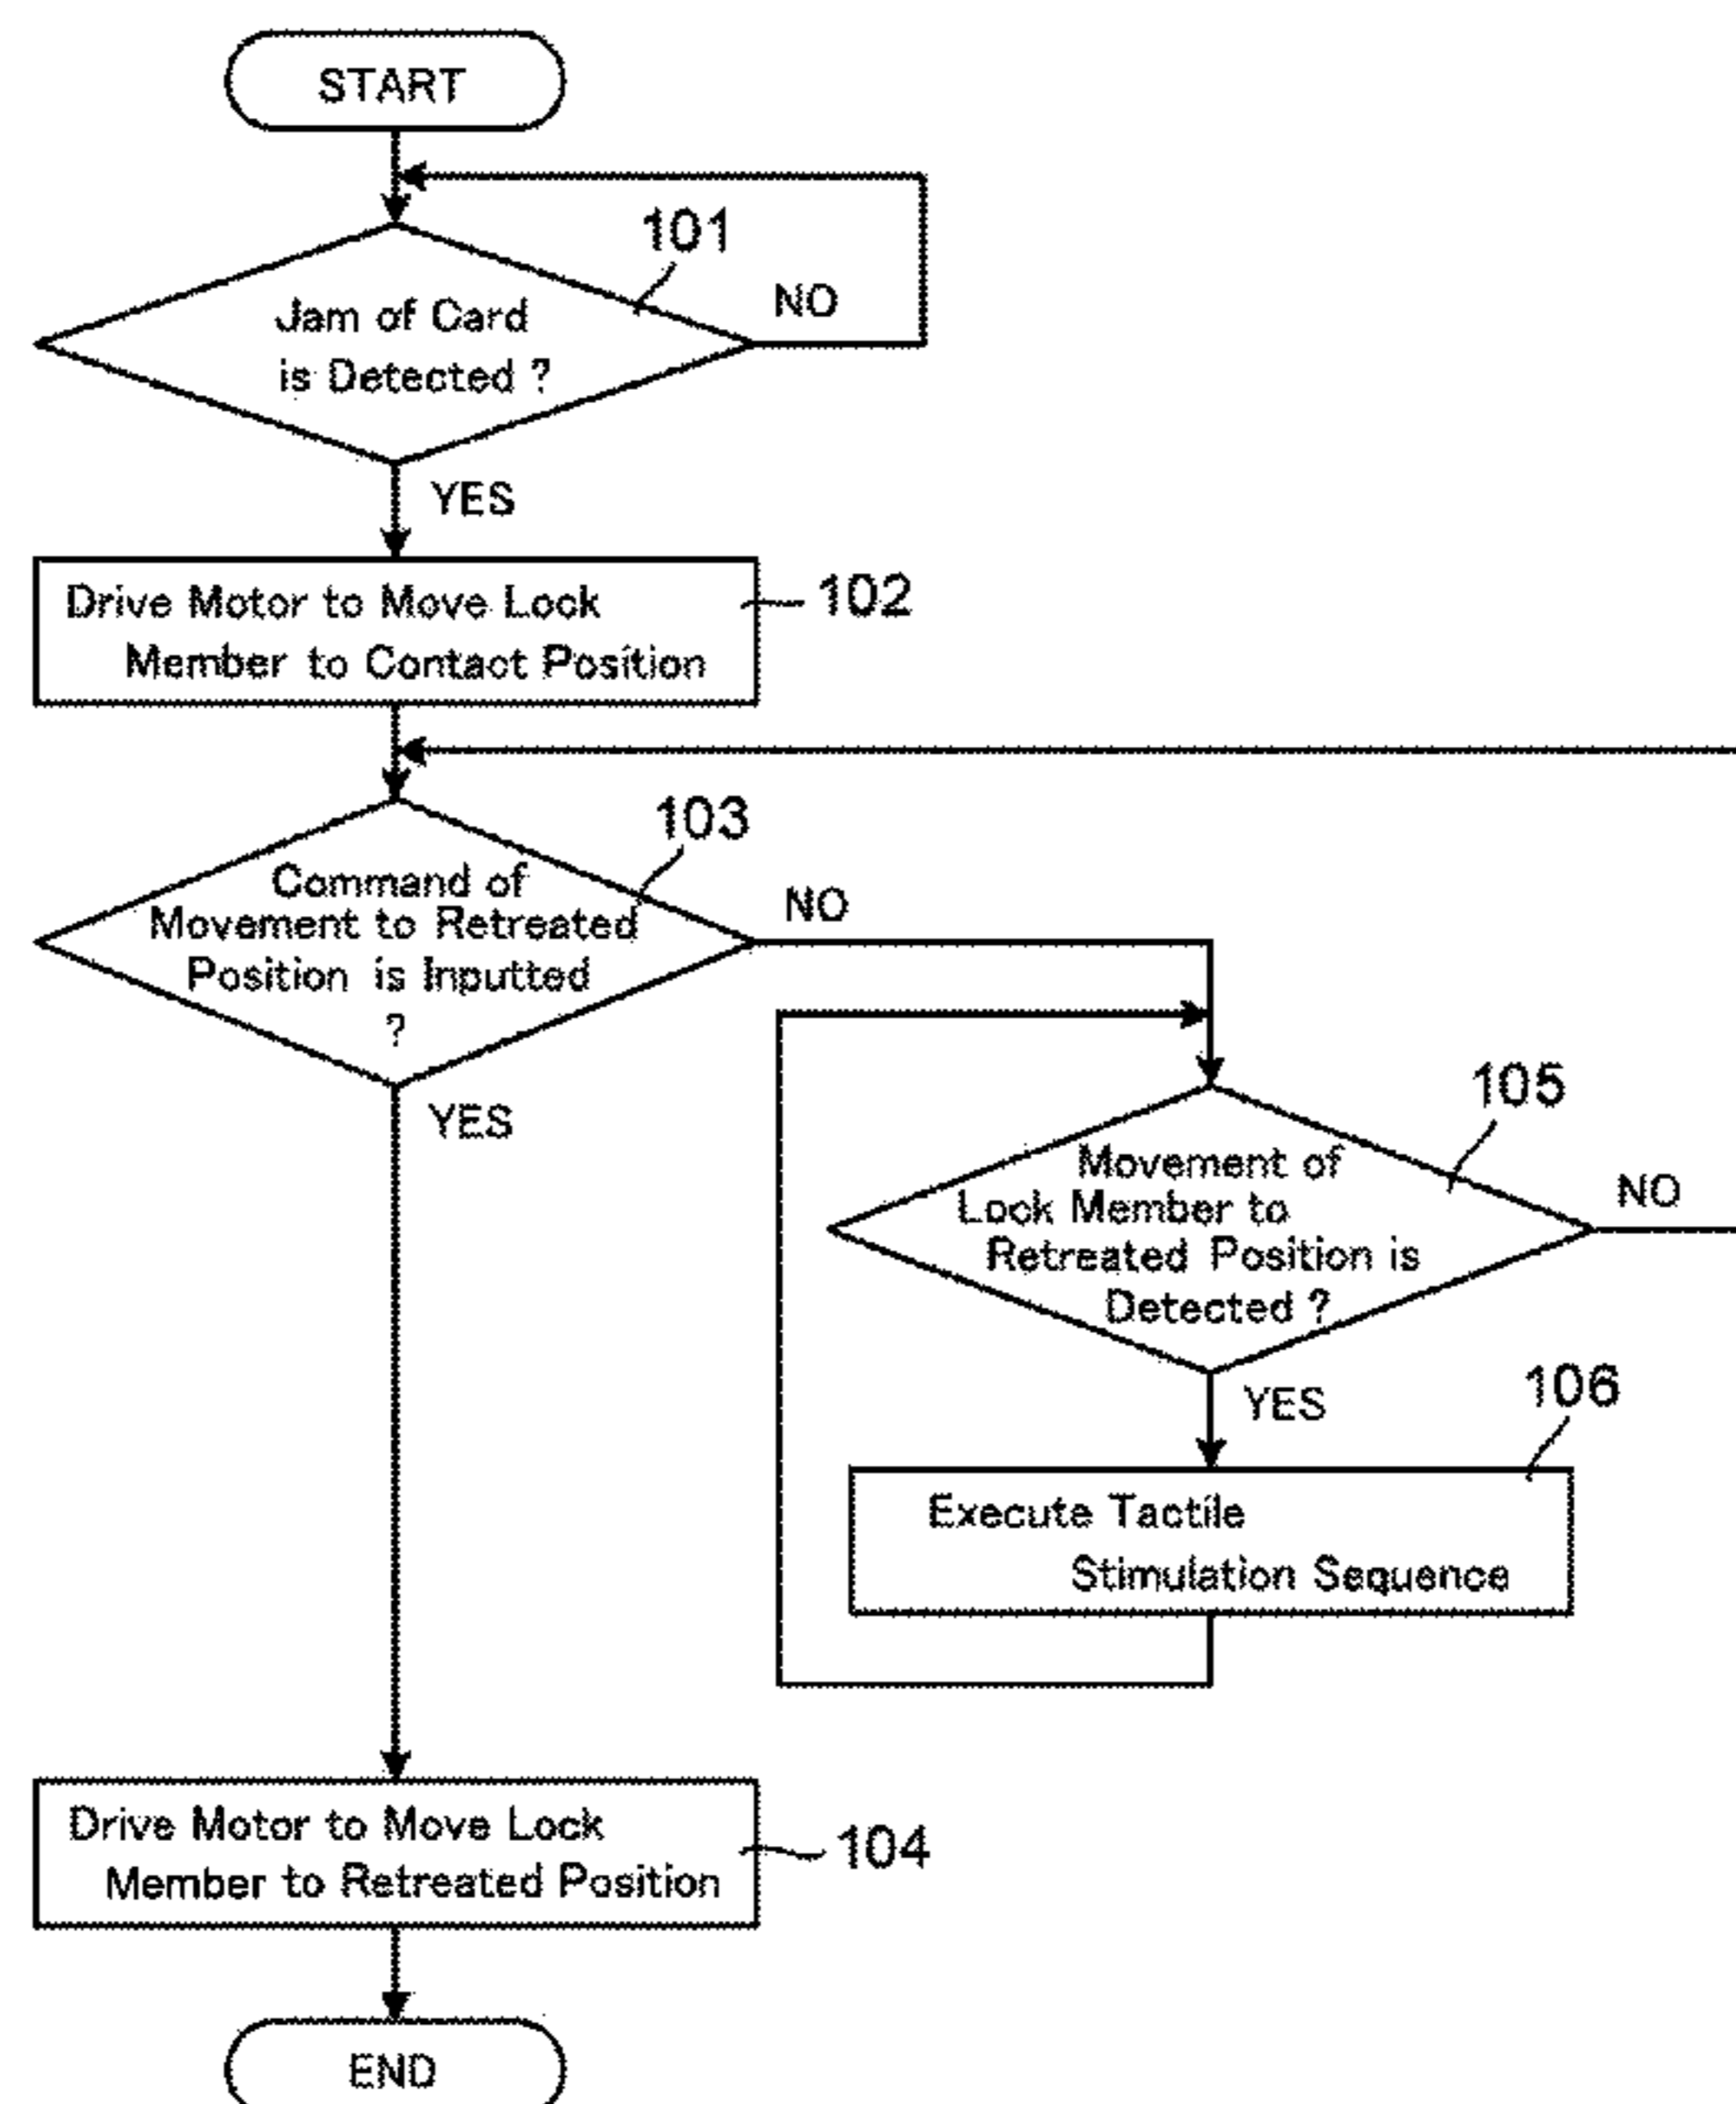 START
101
NO
Jam of Card
is Detected ?
YES
Drive Motor to Move Lock
Member to Contact Position
102
103
Command of
Movement to Retreated
Position is Inputted
?
NO
YES
105
Movement of
Lock Member to
Retreated Position is
Detected ?
NO
YES
106
Execute Tactile
Stimulation Sequence
Drive Motor to Move Lock
Member to Retreated Position
104
END